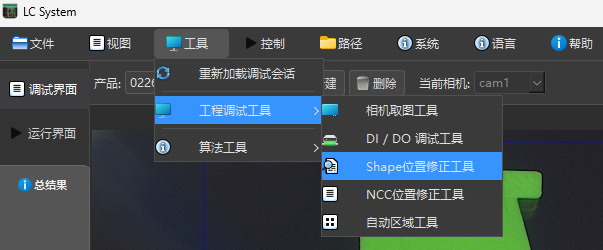 LC System
文件 视图 工具 控制 路径 系统 语言 帮助
调试界面 产品: 0226 建 删除 当前相机: cam1
重新加载调试会话
工程调试工具
算法工具
相机取图工具
DI / DO 调试工具
Shape位置修正工具
NCC位置修正工具
自动区域工具
运行界面
总结果